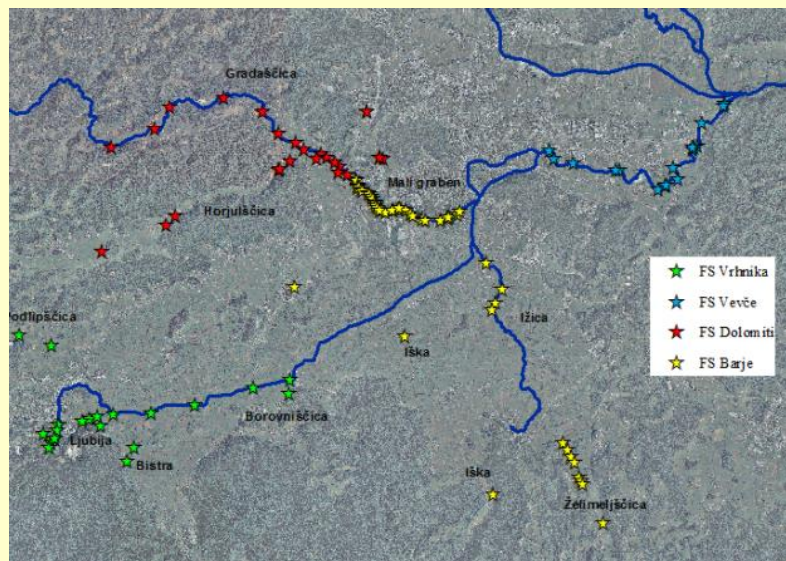 Gradaščica
Mali graben
Horjulščica
FS Vrhnika
FS Vevče
FS Dolomiti
FS Barje
Podlipščica
Ižica
Iška
Borovniščica
Ljubija
Bistra
Iška
Želimeljščica